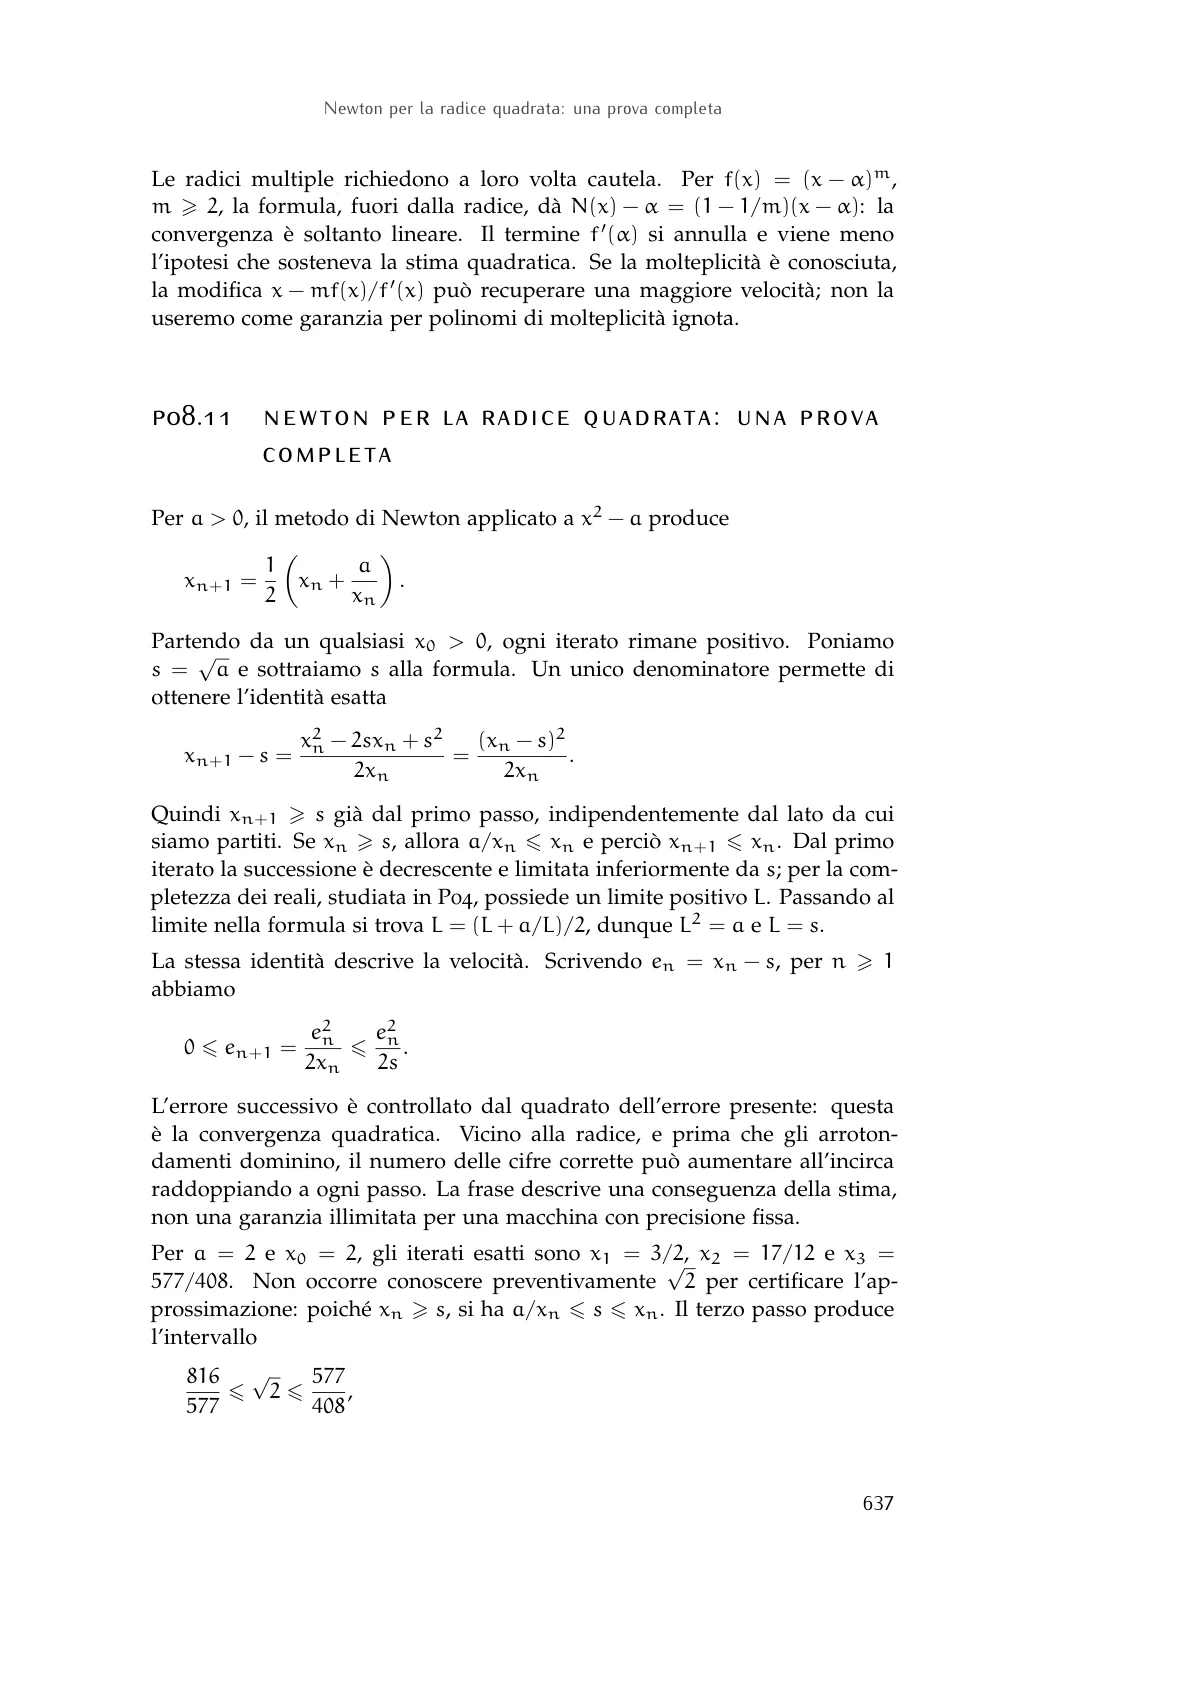 Newton per la radice quadrata: una prova completa
Le radici multiple richiedono a loro volta cautela. Per f(x) = (x − α)^m,
m ⩾ 2, la formula, fuori dalla radice, dà N(x) − α = (1 − 1/m)(x − α): la
convergenza è soltanto lineare. Il termine f′(α) si annulla e viene meno
l'ipotesi che sosteneva la stima quadratica. Se la molteplicità è conosciuta,
la modifica x − mf(x)/f′(x) può recuperare una maggiore velocità; non la
useremo come garanzia per polinomi di molteplicità ignota.
P08.11 NEWTON PER LA RADICE QUADRATA: UNA PROVA
COMPLETA
Per a > 0, il metodo di Newton applicato a x² − a produce
x_{n+1} = 1/2 (x_n + a/x_n).
Partendo da un qualsiasi x₀ > 0, ogni iterato rimane positivo. Poniamo
s = √a e sottraiamo s alla formula. Un unico denominatore permette di
ottenere l'identità esatta
x_{n+1} − s = (x_n² − 2sx_n + s²)/(2x_n) = (x_n − s)²/(2x_n).
Quindi x_{n+1} ⩾ s già dal primo passo, indipendentemente dal lato da cui
siamo partiti. Se x_n ⩾ s, allora a/x_n ⩽ x_n e perciò x_{n+1} ⩽ x_n. Dal primo
iterato la successione è decrescente e limitata inferiormente da s; per la com-
pletezza dei reali, studiata in P04, possiede un limite positivo L. Passando al
limite nella formula si trova L = (L + a/L)/2, dunque L² = a e L = s.
La stessa identità descrive la velocità. Scrivendo e_n = x_n − s, per n ⩾ 1
abbiamo
0 ⩽ e_{n+1} = e_n²/(2x_n) ⩽ e_n²/(2s).
L'errore successivo è controllato dal quadrato dell'errore presente: questa
è la convergenza quadratica. Vicino alla radice, e prima che gli arroton-
damenti dominino, il numero delle cifre corrette può aumentare all'incirca
raddoppiando a ogni passo. La frase descrive una conseguenza della stima,
non una garanzia illimitata per una macchina con precisione fissa.
Per a = 2 e x₀ = 2, gli iterati esatti sono x₁ = 3/2, x₂ = 17/12 e x₃ =
577/408. Non occorre conoscere preventivamente √2 per certificare l'ap-
prossimazione: poiché x_n ⩾ s, si ha a/x_n ⩽ s ⩽ x_n. Il terzo passo produce
l'intervallo
816/577 ⩽ √2 ⩽ 577/408,
637